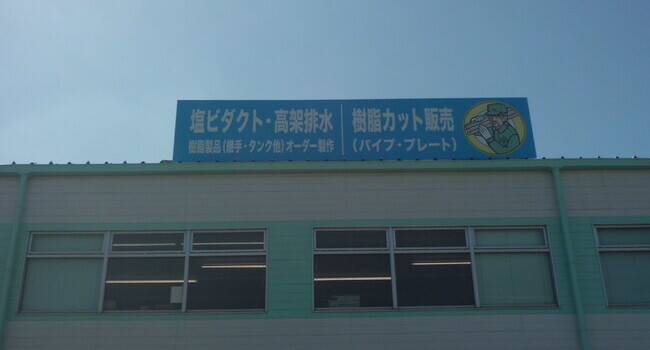 塩ビダクト・高架排水
樹脂製品(継手・タンク他)オーダー製作
樹脂カット販売
(パイプ・プレート)